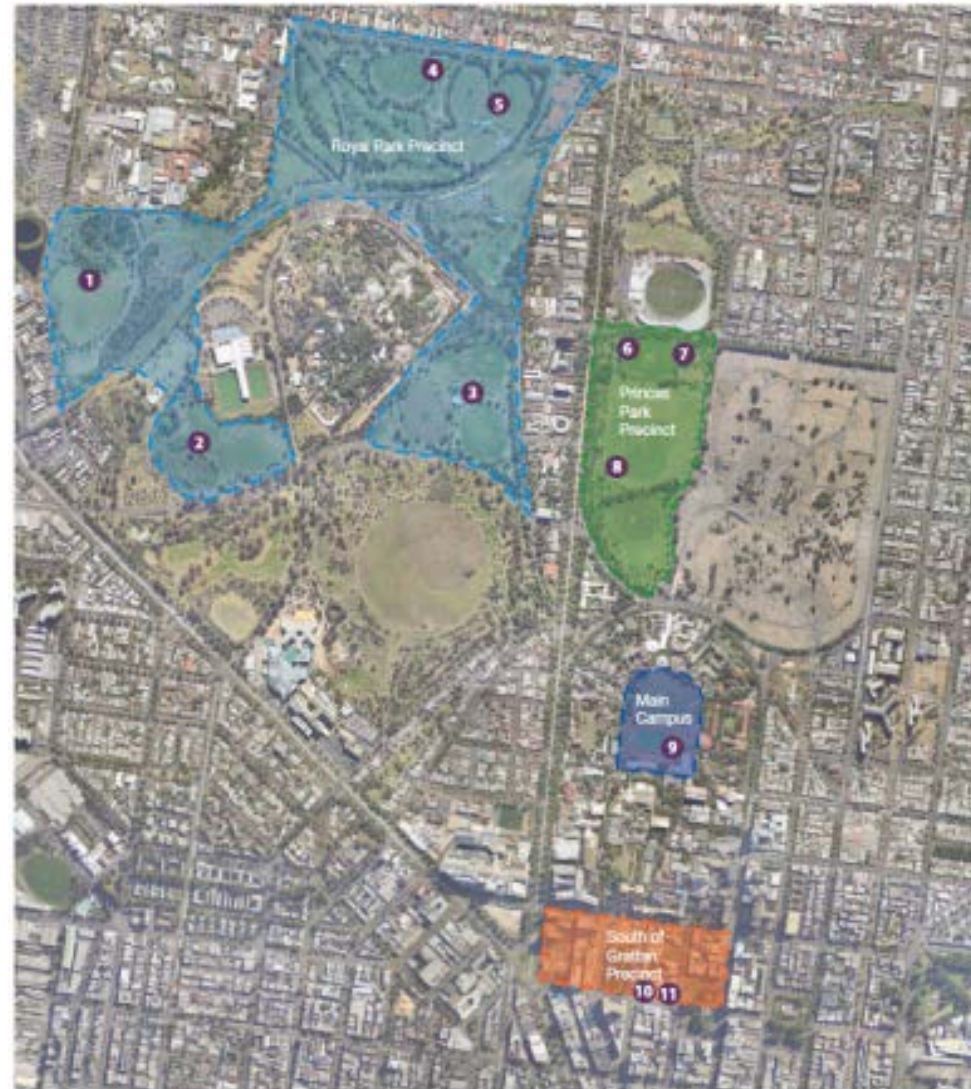 4
5
Royal Park Precinct
1
6
7
3
Princes
Park
Precinct
2
8
Main
Campus
9
South of
Grattan
Precinct
10 11